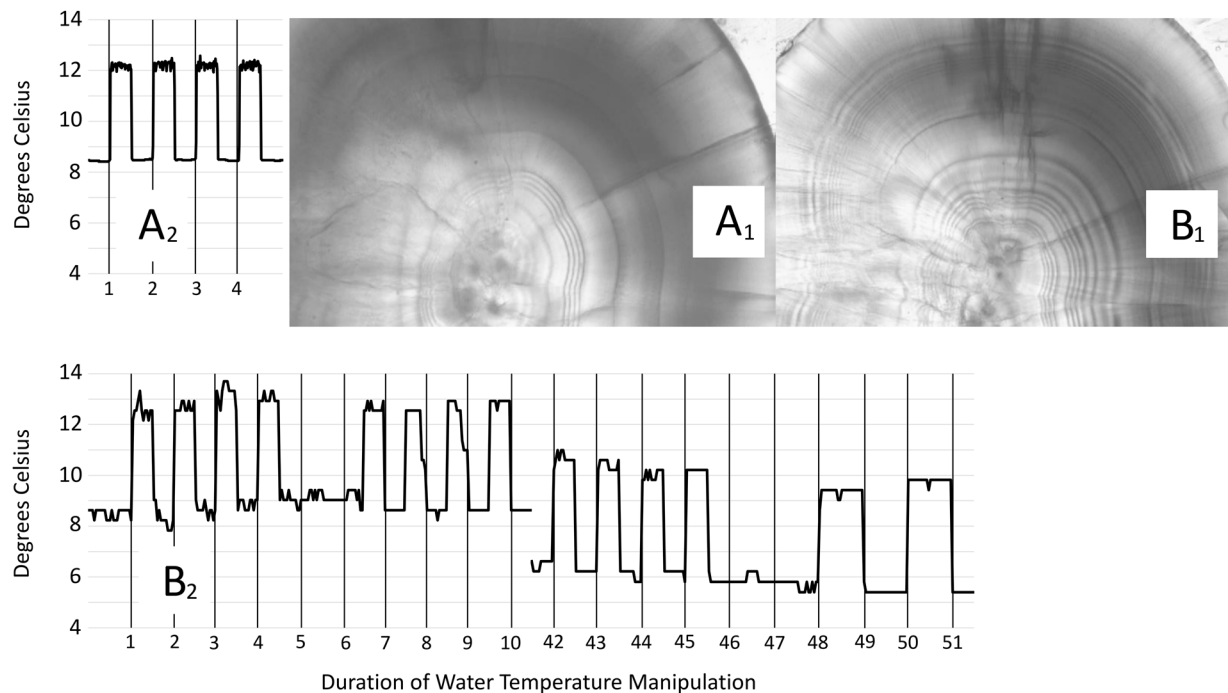 14
12
10
8
6
4
Degrees Celsius
A2
1 2 3 4
A1
B1
14
12
10
8
6
4
Degrees Celsius
B2
1 2 3 4 5 6 7 8 9 10 42 43 44 45 46 47 48 49 50 51
Duration of Water Temperature Manipulation